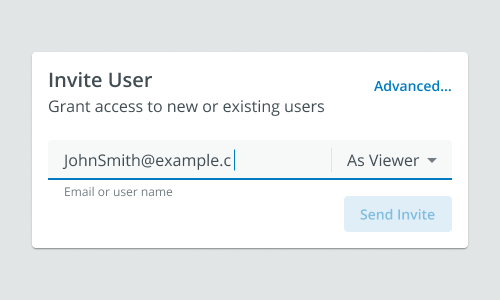 Invite User
Advanced...
Grant access to new or existing users
JohnSmith@example.c
As Viewer
Email or user name
Send Invite